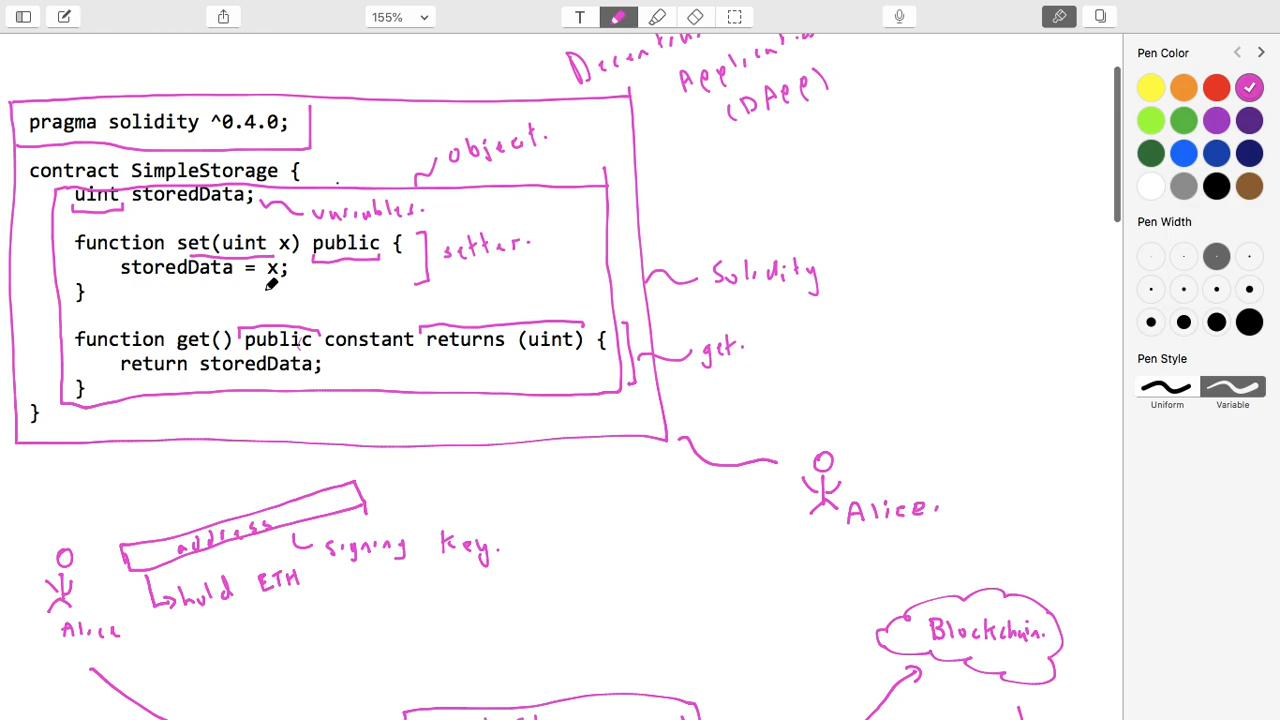 155%
T
Application
(DAPP)
pragma solidity ^0.4.0;
object.
contract SimpleStorage {
uint storedData;
variables.
function set(uint x) public {
setter.
storedData = x;
}
Solidity
function get() public constant returns (uint) {
get.
return storedData;
}
}
Alice.
address
signing key.
hold ETH
Alice
Blockchain.
Pen Color
Pen Width
Pen Style
Uniform
Variable